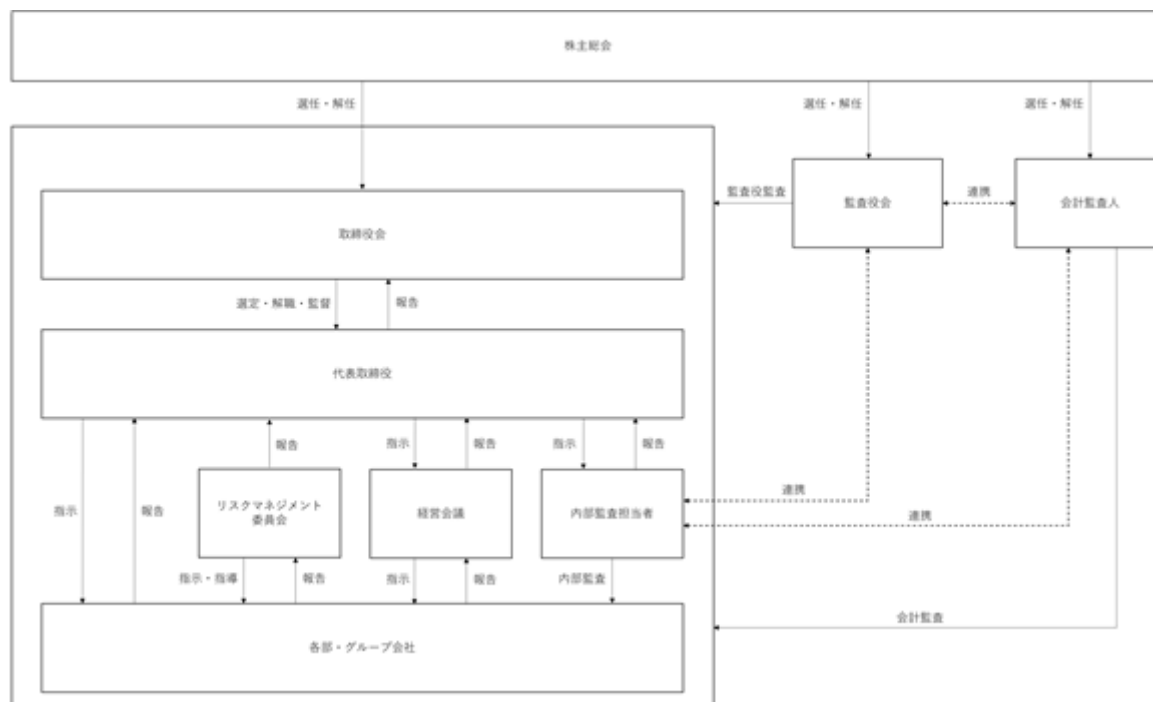 株主総会
選任・解任
選任・解任
選任・解任
監査役監査
監査役会
連携
会計監査人
取締役会
選定・解職・監督
報告
代表取締役
指示
報告
報告
指示
報告
指示
報告
リスクマネジメント
委員会
経営会議
内部監査担当者
連携
連携
指示・指導
報告
指示
報告
内部監査
会計監査
各部・グループ会社